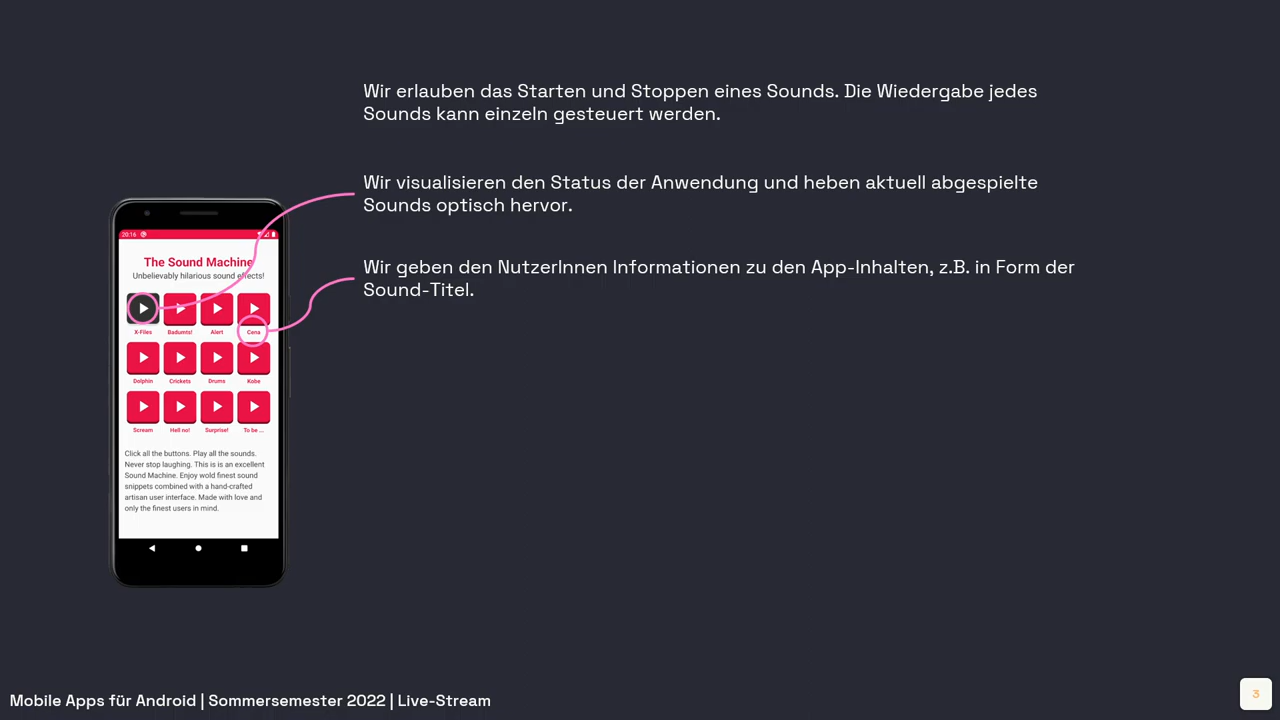 Wir erlauben das Starten und Stoppen eines Sounds. Die Wiedergabe jedes
Sounds kann einzeln gesteuert werden.
Wir visualisieren den Status der Anwendung und heben aktuell abgespielte
Sounds optisch hervor.
Wir geben den NutzerInnen Informationen zu den App-Inhalten, z.B. in Form der
Sound-Titel.
20:16
The Sound Machine
Unbelievably hilarious sound effects!
X-Files Badumts! Alert Cena
Dolphin Crickets Drums Kobe
Scream Hell no! Surprise! To be ...
Click all the buttons. Play all the sounds.
Never stop laughing. This is is an excellent
Sound Machine. Enjoy wold finest sound
snippets combined with a hand-crafted
artisan user interface. Made with love and
only the finest users in mind.
Mobile Apps für Android | Sommersemester 2022 | Live-Stream
3